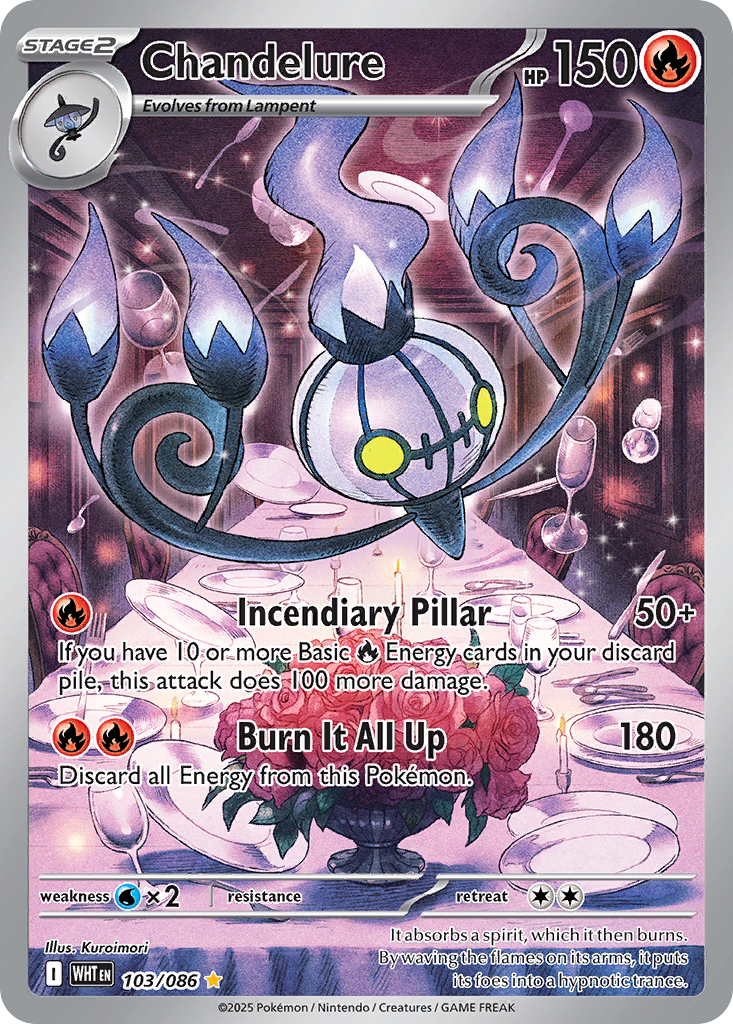 STAGE2
Chandelure
HP 150
Evolves from Lampent
Incendiary Pillar 50+
If you have 10 or more Basic Energy cards in your discard
pile, this attack does 100 more damage.
Burn It All Up 180
Discard all Energy from this Pokémon.
weakness ×2 resistance retreat
Illus. Kuroimori
It absorbs a spirit, which it then burns.
By waving the flames on its arms, it puts
its foes into a hypnotic trance.
I WHT EN 103/086
©2025 Pokémon / Nintendo / Creatures / GAME FREAK